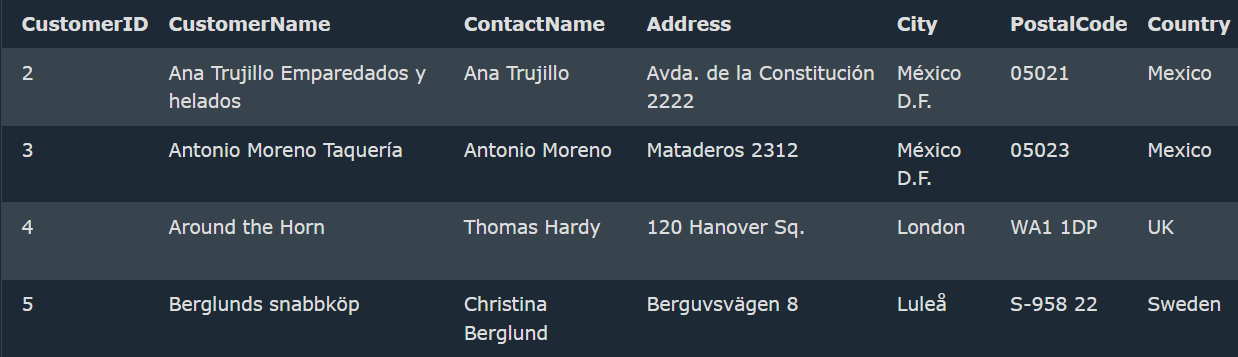 CustomerID CustomerName ContactName Address City PostalCode Country
2 Ana Trujillo Emparedados y Ana Trujillo Avda. de la Constitución México 05021 Mexico
helados 2222 D.F.
3 Antonio Moreno Taquería Antonio Moreno Mataderos 2312 México 05023 Mexico
D.F.
4 Around the Horn Thomas Hardy 120 Hanover Sq. London WA1 1DP UK
5 Berglunds snabbköp Christina Berguvsvägen 8 Luleå S-958 22 Sweden
Berglund